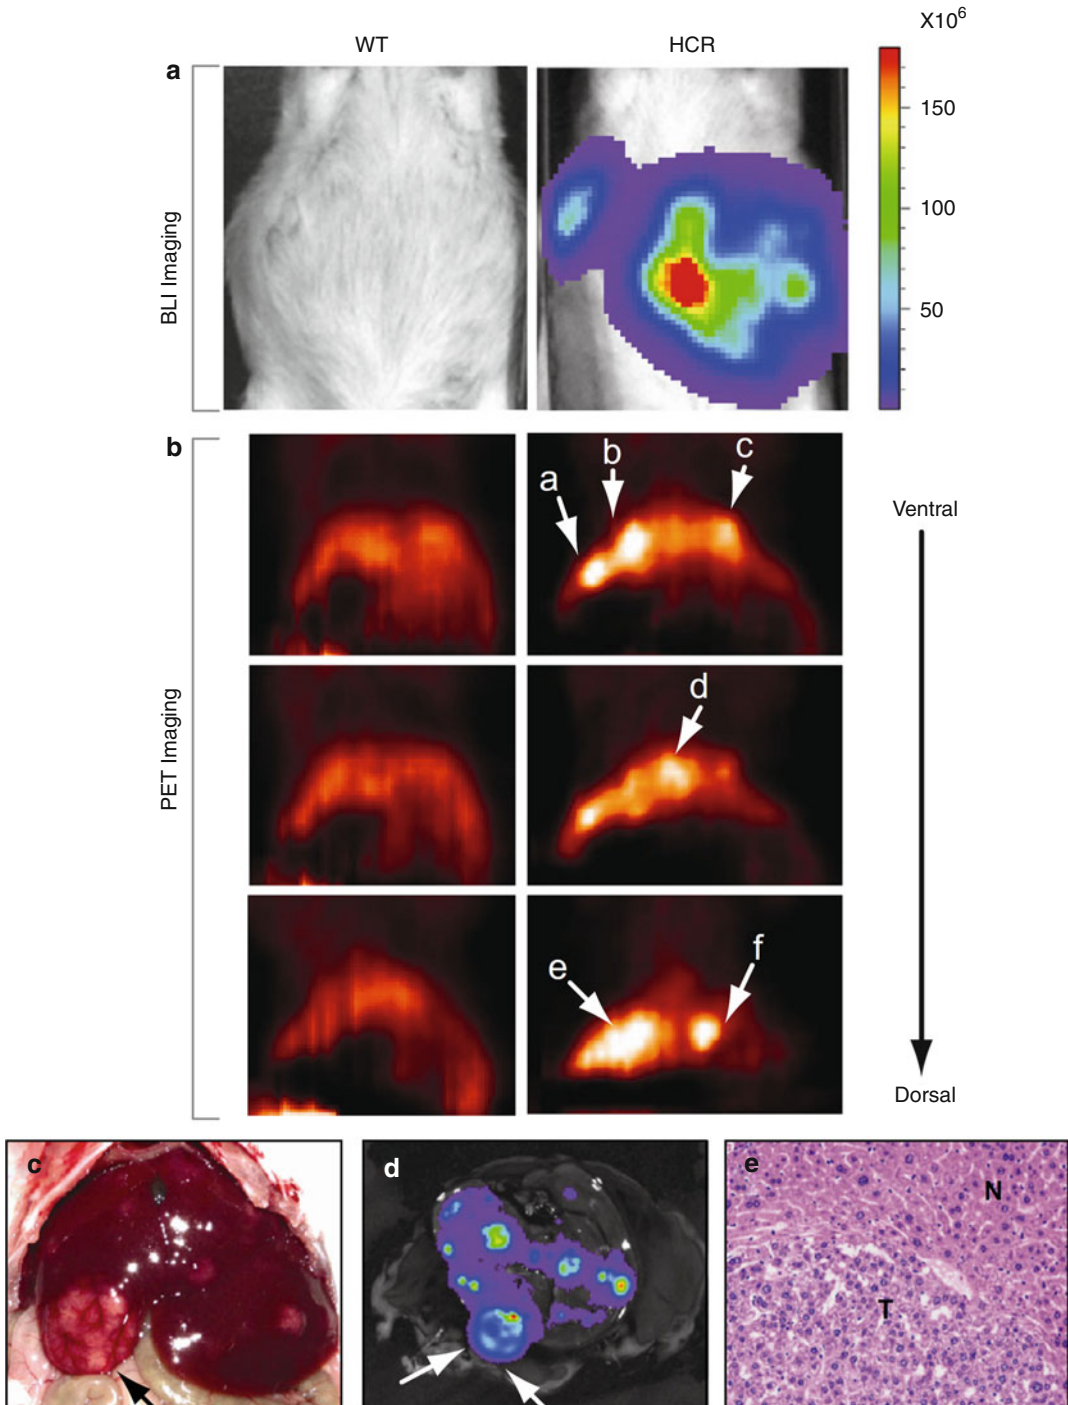 X10⁶
WT
HCR
a
BLI Imaging
150
100
50
b
PET Imaging
a
b
c
d
e
f
Ventral
Dorsal
c
d
e
N
T